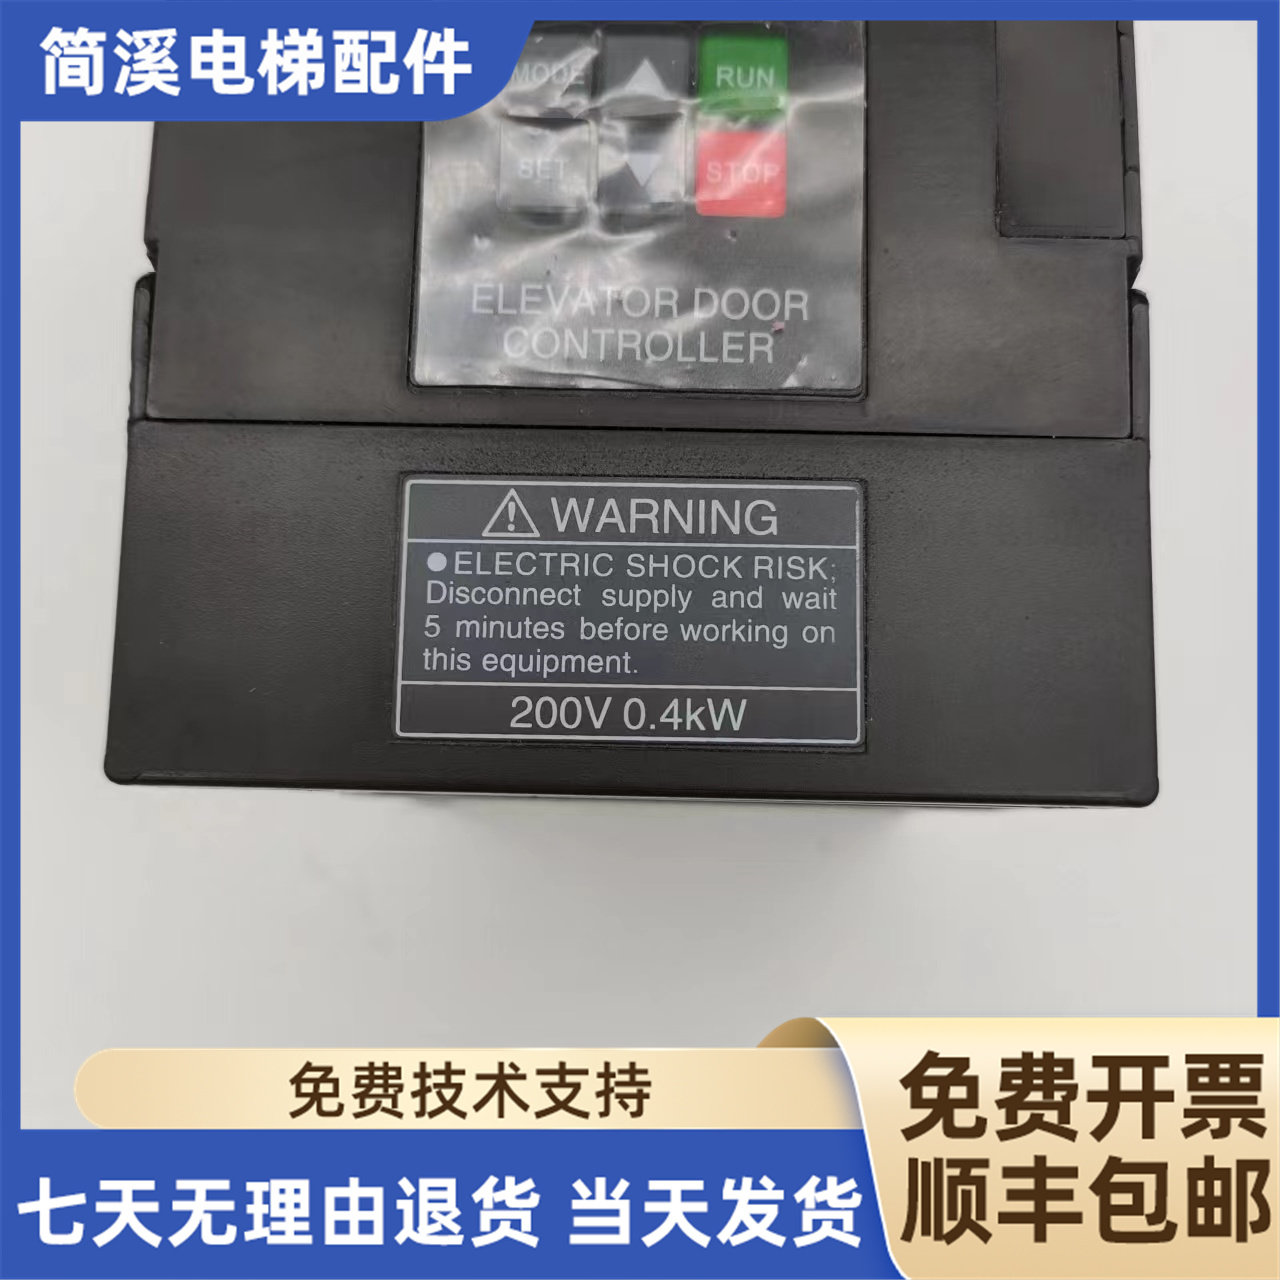 简溪电梯配件
MODE
RUN
SET
STOP
ELEVATOR DOOR
CONTROLLER
WARNING
●ELECTRIC SHOCK RISK;
Disconnect supply and wait
5 minutes before working on
this equipment.
200V 0.4kW
免费技术支持
免费开票
顺丰包邮
七天无理由退货 当天发货